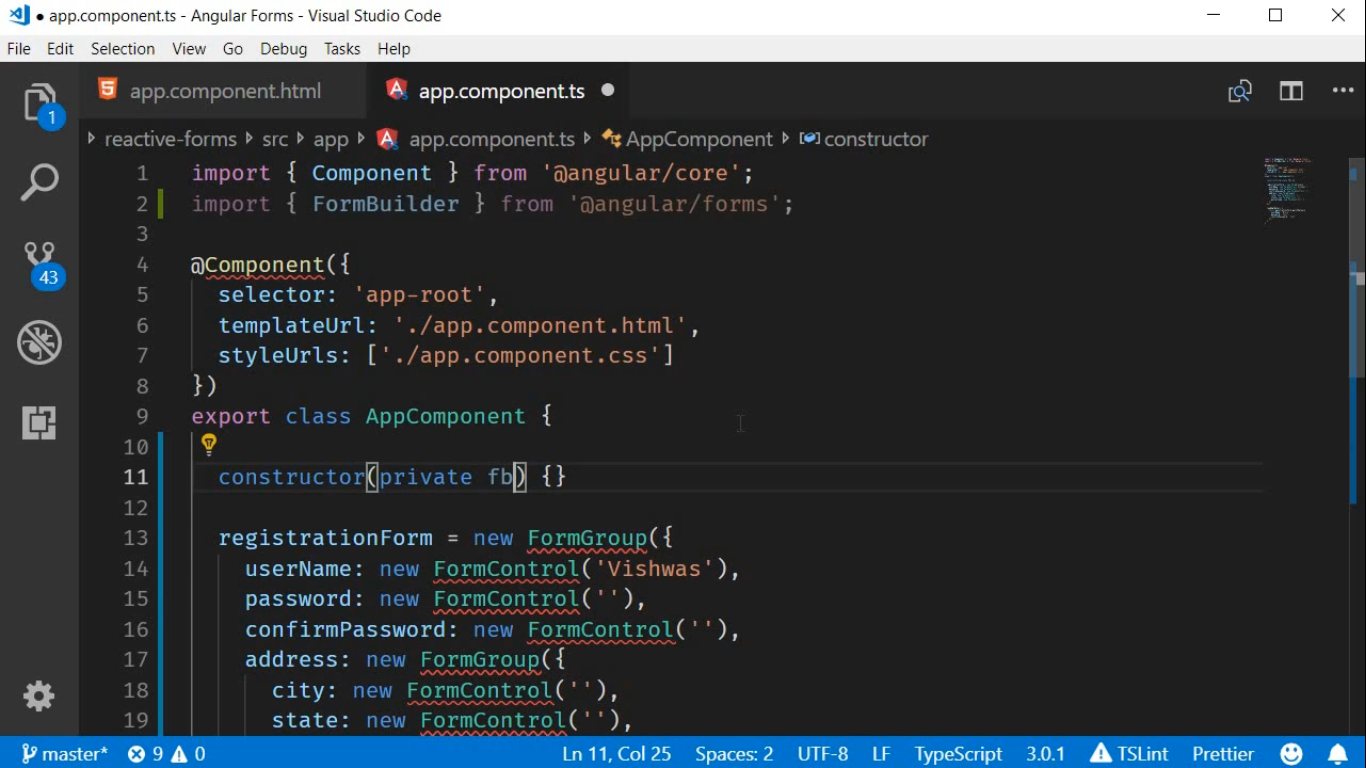 app.component.ts - Angular Forms - Visual Studio Code
File Edit Selection View Go Debug Tasks Help
app.component.html app.component.ts
reactive-forms src app app.component.ts AppComponent constructor
1 import { Component } from '@angular/core';
2 import { FormBuilder } from '@angular/forms';
3
4 @Component({
5 selector: 'app-root',
6 templateUrl: './app.component.html',
7 styleUrls: ['./app.component.css']
8 })
9 export class AppComponent {
10
11 constructor(private fb) {}
12
13 registrationForm = new FormGroup({
14 userName: new FormControl('Vishwas'),
15 password: new FormControl(''),
16 confirmPassword: new FormControl(''),
17 address: new FormGroup({
18 city: new FormControl(''),
19 state: new FormControl(''),
1
43
master* 9 0 Ln 11, Col 25 Spaces: 2 UTF-8 LF TypeScript 3.0.1 TSLint Prettier